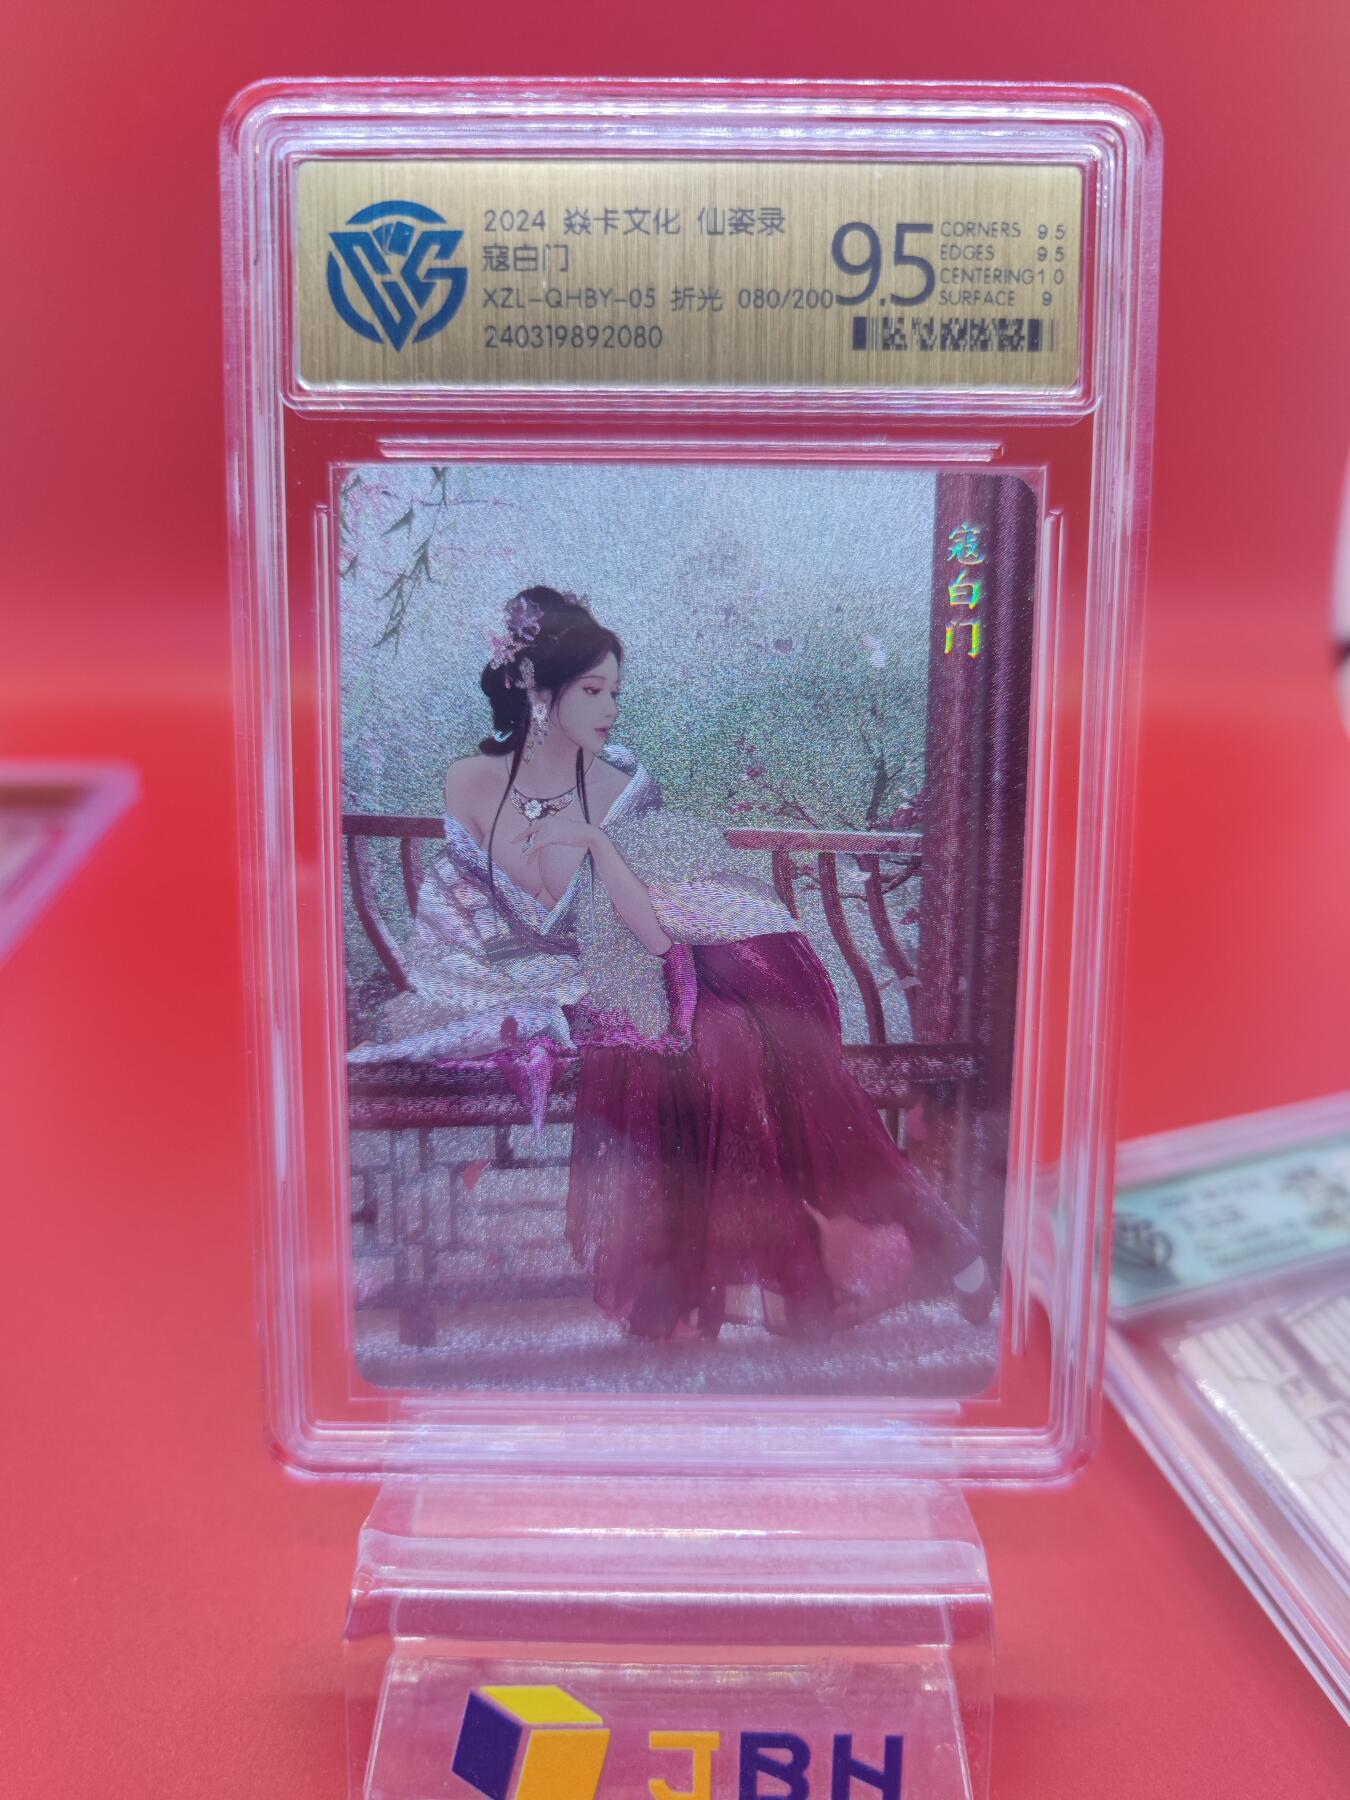 2024 焱卡文化 仙姿录
寇白门
XZL-QHBY-05 折光 080/200
240319892080
9.5
CORNERS 9.5
EDGES 9.5
CENTERING 10
SURFACE 9
寇白门
JBH